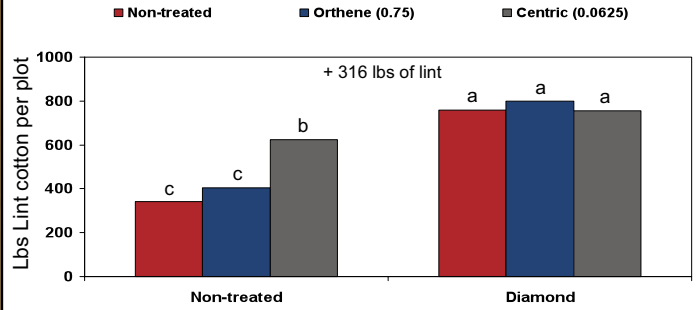 Non-treated Orthene (0.75) Centric (0.0625)
Lbs Lint cotton per plot
1000
800
600
400
200
0
+ 316 lbs of lint
c c b a a a
Non-treated Diamond